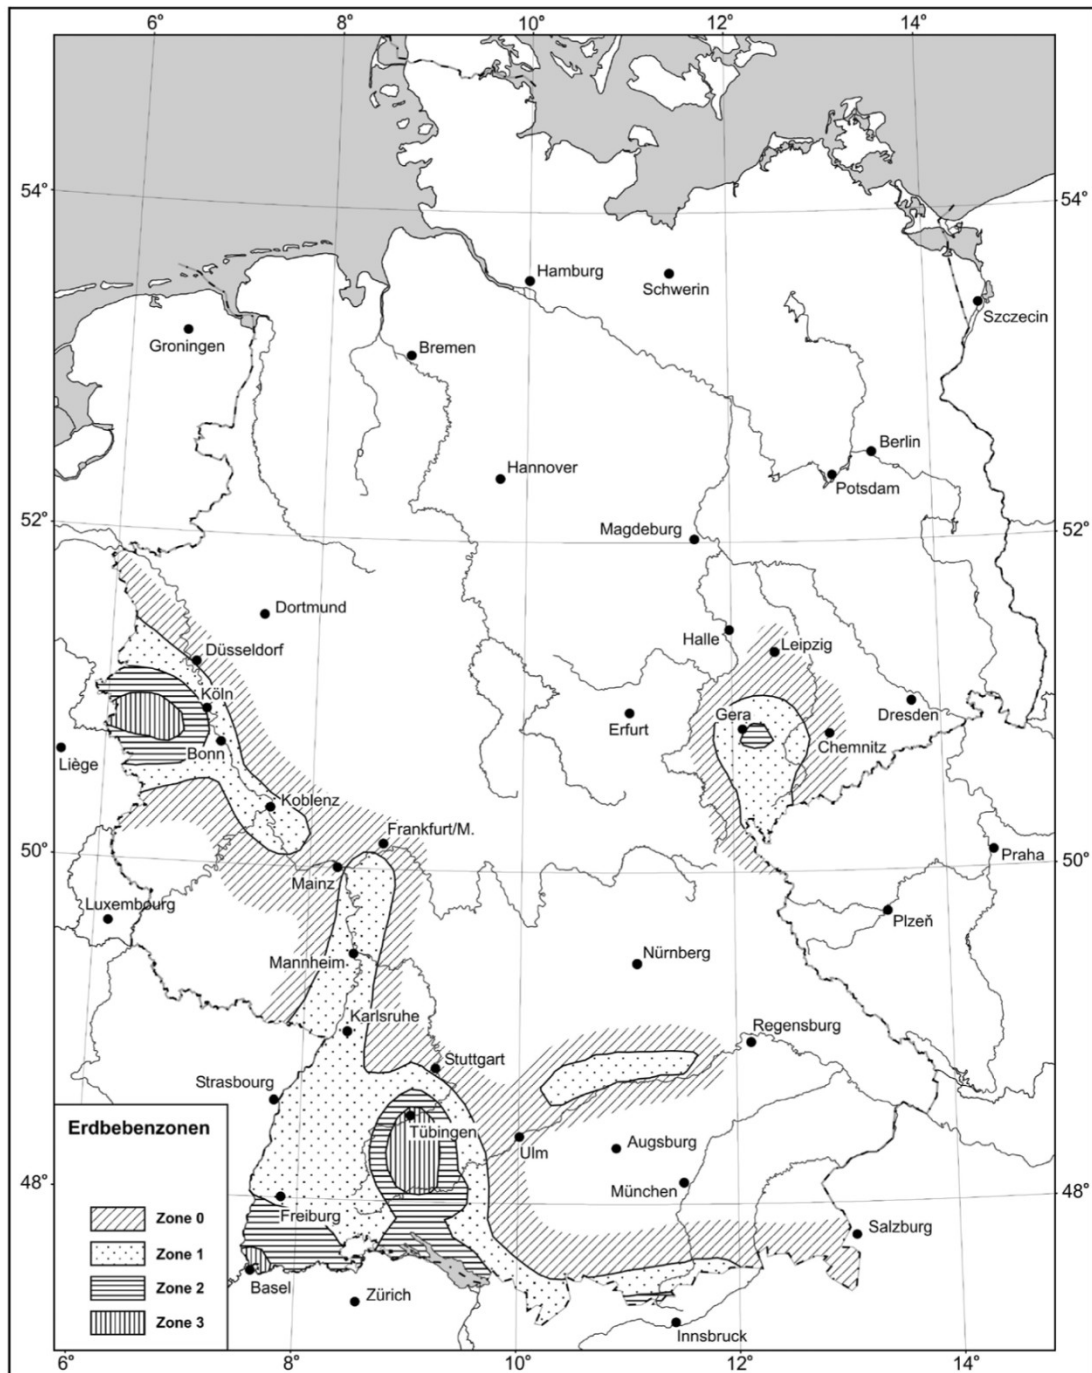 6° 8° 10° 12° 14°
54° 54°
Hamburg
Schwerin
Szczecin
Groningen
Bremen
Berlin
Hannover
Potsdam
52° Magdeburg 52°
Dortmund
Halle
Leipzig
Düsseldorf
Köln
Gera
Erfurt
Dresden
Bonn
Chemnitz
Liège
Koblenz
Frankfurt/M.
50° 50°
Praha
Mainz
Luxembourg
Plzeň
Mannheim
Nürnberg
Karlsruhe
Regensburg
Stuttgart
Strasbourg
Erdbebenzonen
Tübingen
Ulm
Augsburg
48° München 48°
Zone 0
Freiburg
Salzburg
Zone 1
Zone 2
Basel
Zürich
Zone 3
Innsbruck
6° 8° 10° 12° 14°